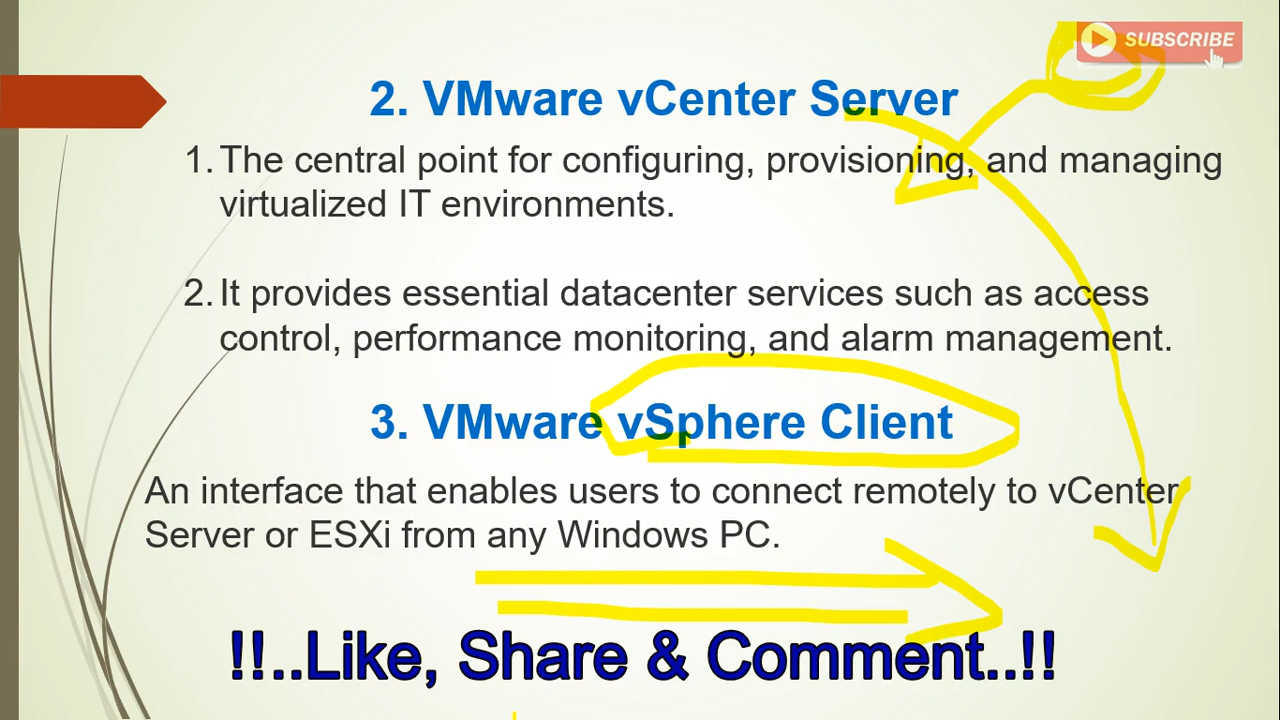 SUBSCRIBE
2. VMware vCenter Server
1. The central point for configuring, provisioning, and managing
virtualized IT environments.
2. It provides essential datacenter services such as access
control, performance monitoring, and alarm management.
3. VMware vSphere Client
An interface that enables users to connect remotely to vCenter
Server or ESXi from any Windows PC.
!!..Like, Share & Comment..!!